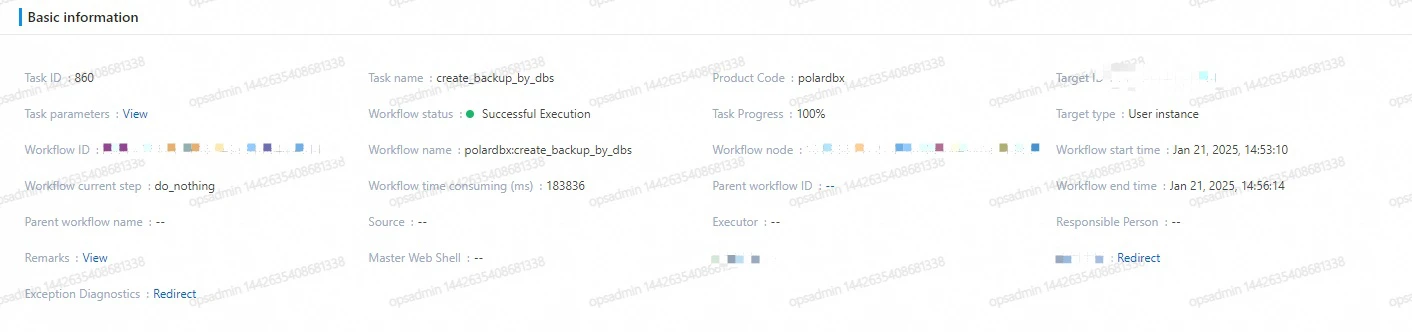 Basic information
Task ID : 860 Task name : create_backup_by_dbs Product Code : polardbx Target ID
Task parameters : View Workflow status : Successful Execution Task Progress : 100% Target type : User instance
Workflow ID : Workflow name : polardbx:create_backup_by_dbs Workflow node : Workflow start time : Jan 21, 2025, 14:53:10
Workflow current step : do_nothing Workflow time consuming (ms) : 183836 Parent workflow ID : -- Workflow end time : Jan 21, 2025, 14:56:14
Parent workflow name : -- Source : -- Executor : -- Responsible Person : --
Remarks : View Master Web Shell : -- : Redirect
Exception Diagnostics : Redirect
opsadmin 1442635408681338